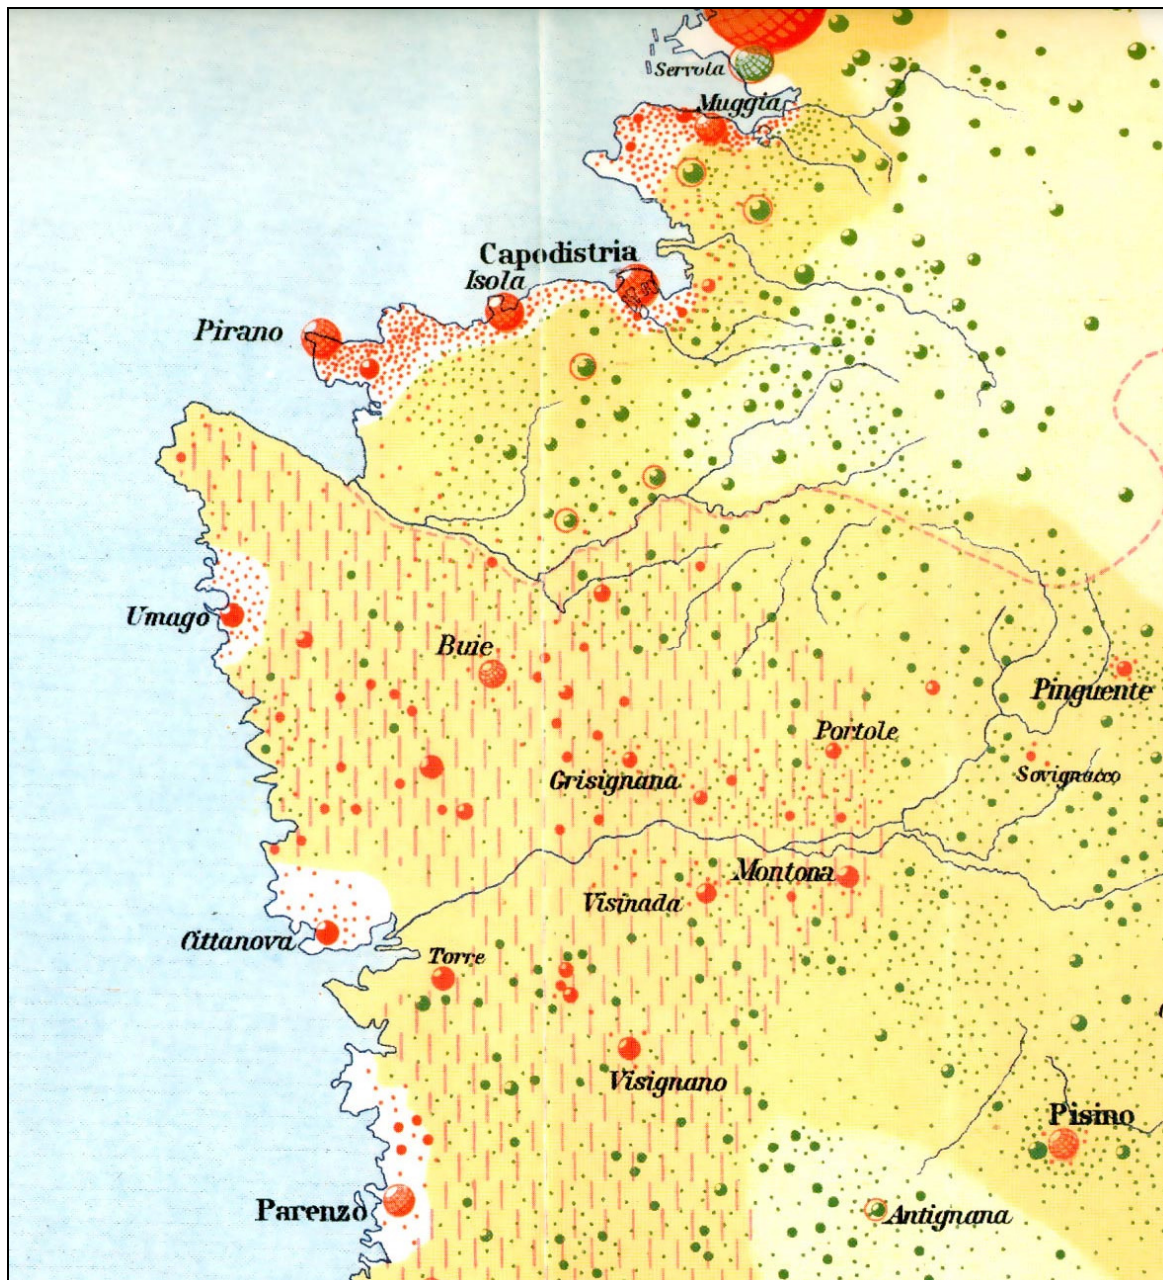 Servola
Muggia
Capodistria
Isola
Pirano
Umago
Buie
Pinguente
Portole
Sovignacco
Grisignana
Montona
Visinada
Cittanova
Torre
Visignano
Pisino
Parenzo
Antignana